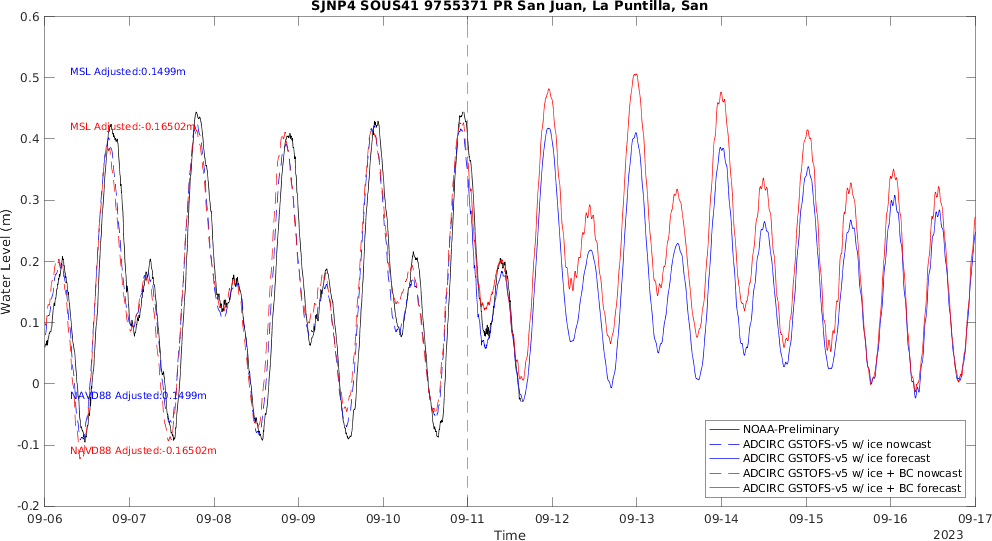 SJNP4 SOUS41 9755371 PR San Juan, La Puntilla, San
0.6
0.5
0.4
0.3
0.2
0.1
0
-0.1
-0.2
Water Level (m)
MSL Adjusted:0.1499m
MSL Adjusted:-0.16502m
NAVD88 Adjusted:0.1499m
NAVD88 Adjusted:-0.16502m
NOAA-Preliminary
ADCIRC GSTOFS-v5 w/ ice nowcast
ADCIRC GSTOFS-v5 w/ ice forecast
ADCIRC GSTOFS-v5 w/ ice + BC nowcast
ADCIRC GSTOFS-v5 w/ ice + BC forecast
09-06 09-07 09-08 09-09 09-10 09-11 09-12 09-13 09-14 09-15 09-16 09-17
Time
2023